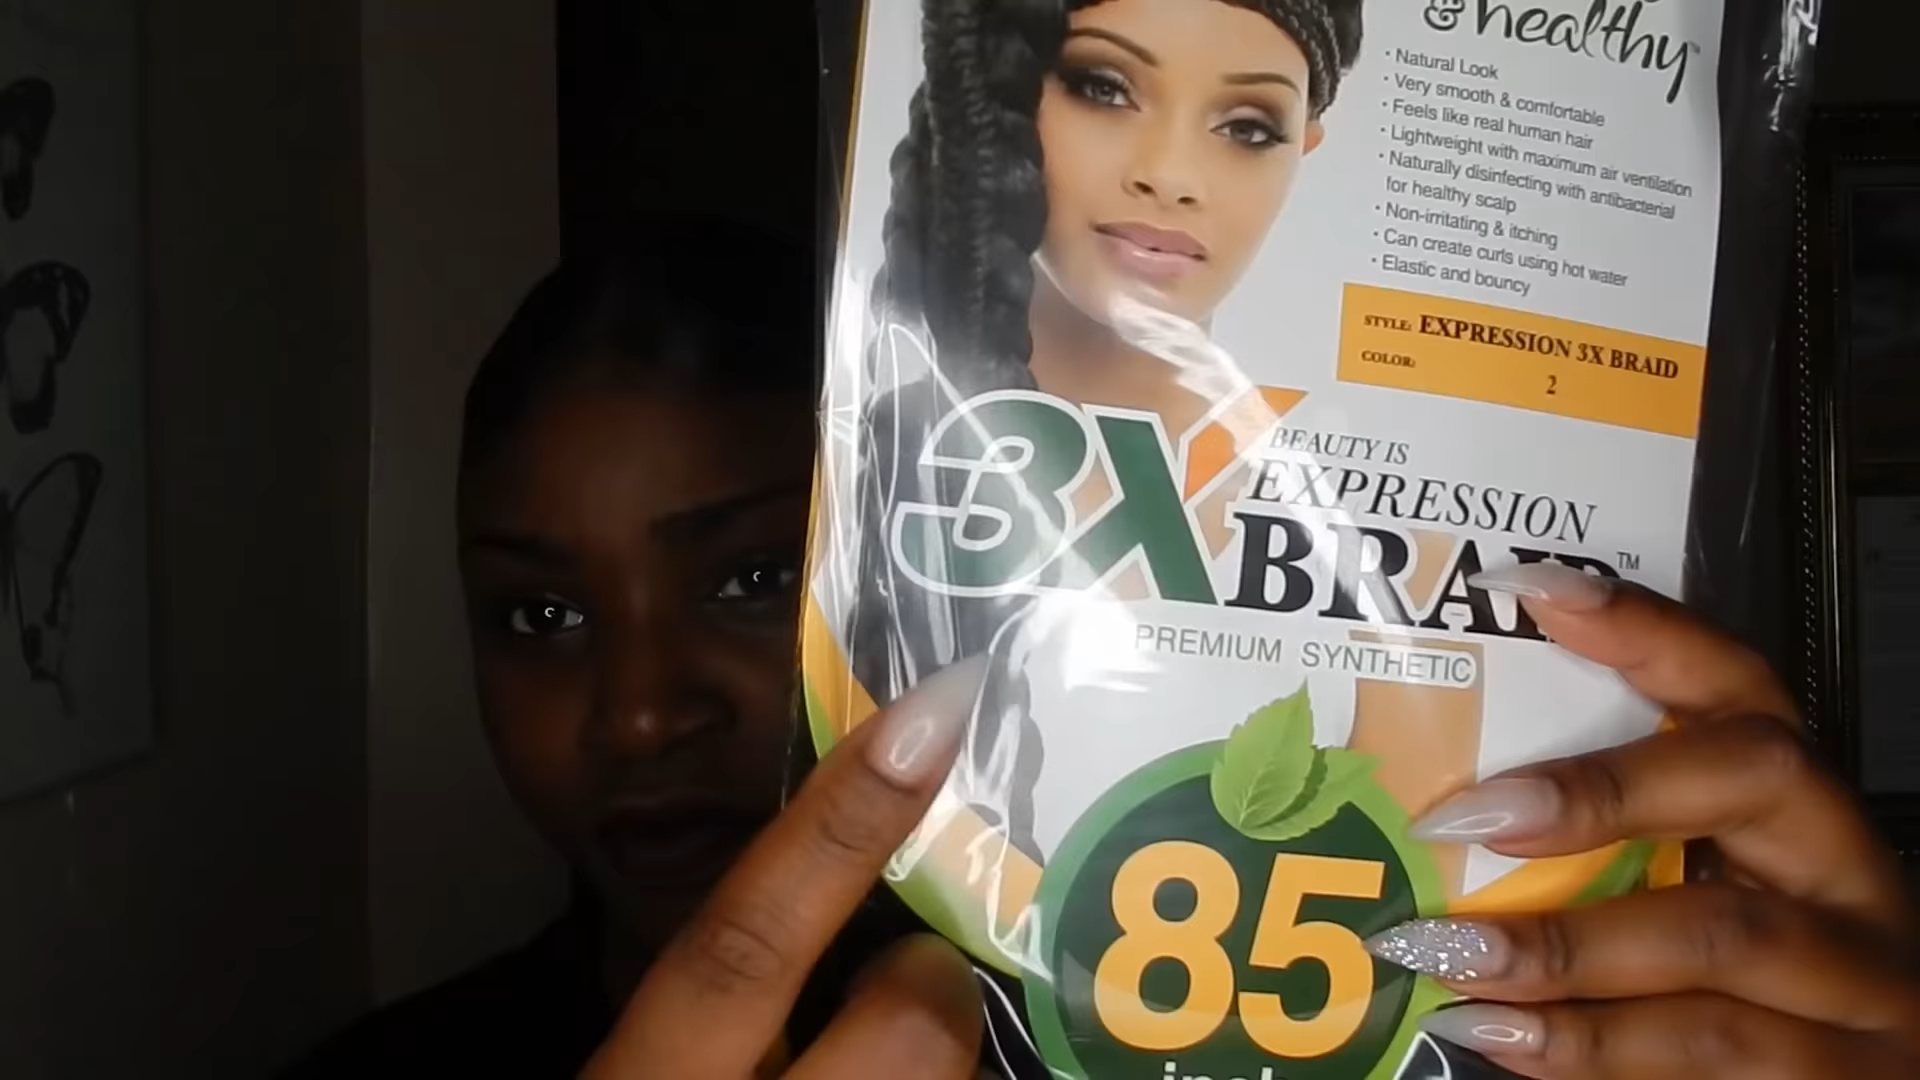 & healthy
· Natural Look
· Very smooth & comfortable
· Feels like real human hair
· Lightweight with maximum air ventilation
· Naturally disinfecting with antibacterial
for healthy scalp
· Non-irritating & itching
· Can create curls using hot water
· Elastic and bouncy
STYLE: EXPRESSION 3X BRAID
COLOR: 2
BEAUTY IS
EXPRESSION
3X BRAID™
PREMIUM SYNTHETIC
85
inch